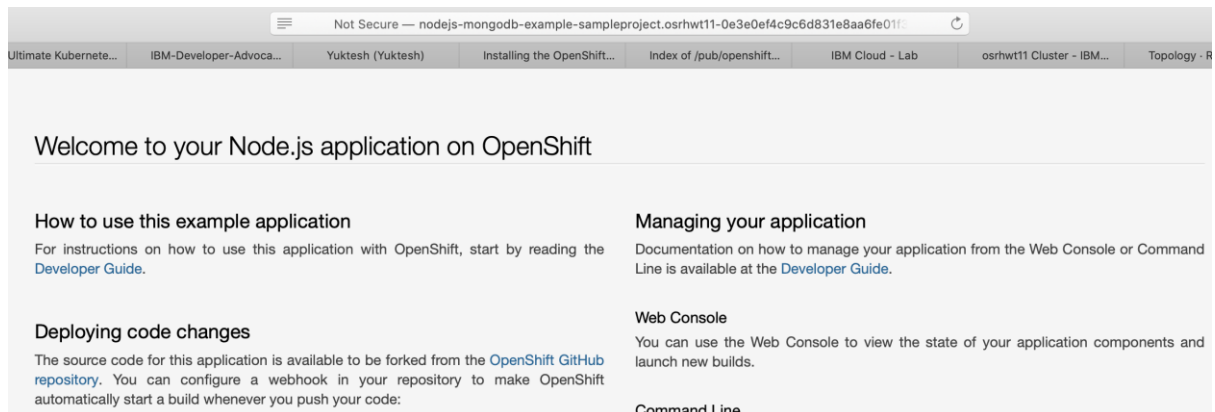 Not Secure — nodejs-mongodb-example-sampleproject.osrhwt11-0e3e0ef4c9c6d831e8aa6fe01f
Ultimate Kubernete... IBM-Developer-Advoca... Yuktesh (Yuktesh) Installing the OpenShift... Index of /pub/openshift... IBM Cloud - Lab osrhwt11 Cluster - IBM... Topology · R
Welcome to your Node.js application on OpenShift
How to use this example application
For instructions on how to use this application with OpenShift, start by reading the
Developer Guide.
Deploying code changes
The source code for this application is available to be forked from the OpenShift GitHub
repository. You can configure a webhook in your repository to make OpenShift
automatically start a build whenever you push your code:
Managing your application
Documentation on how to manage your application from the Web Console or Command
Line is available at the Developer Guide.
Web Console
You can use the Web Console to view the state of your application components and
launch new builds.
Command Line